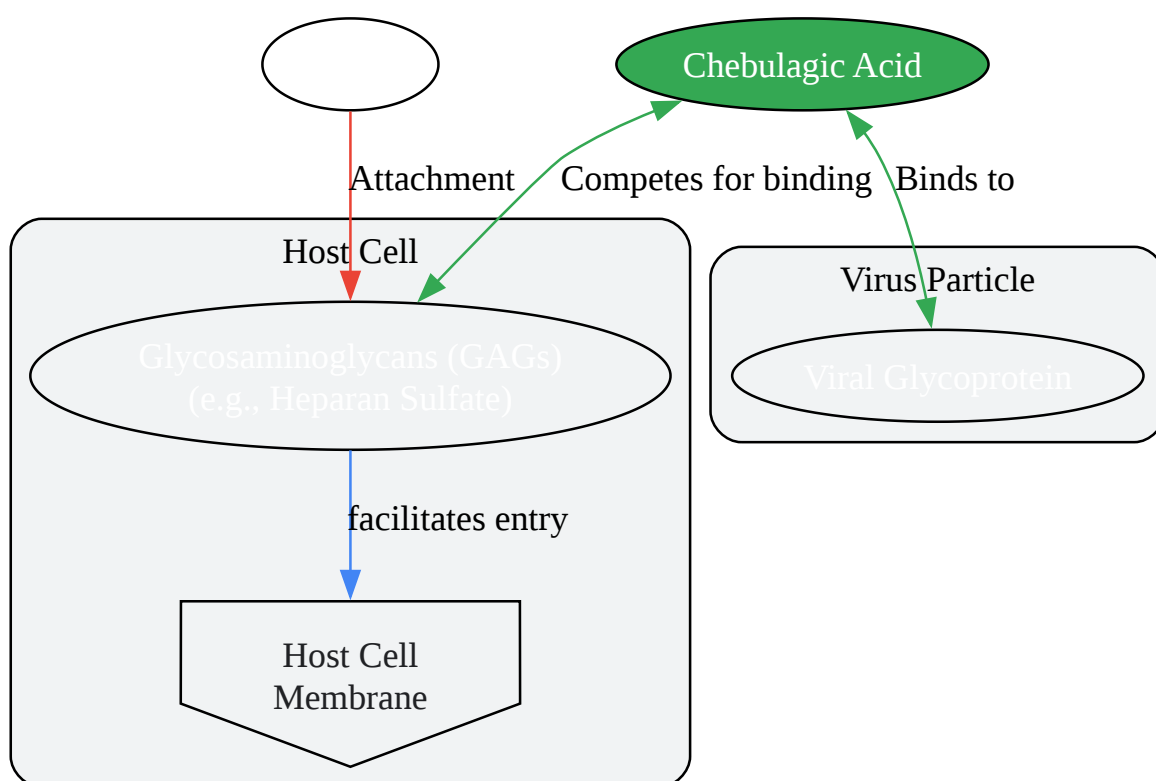 Chebulagic Acid
Attachment
Competes for binding
Binds to
Host Cell
Virus Particle
Glycosaminoglycans (GAGs)
(e.g., Heparan Sulfate)
Viral Glycoprotein
facilitates entry
Host Cell
Membrane